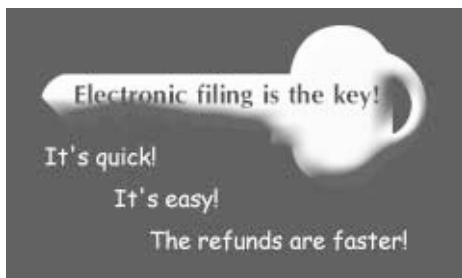 Electronic filing is the key!
It's quick!
It's easy!
The refunds are faster!